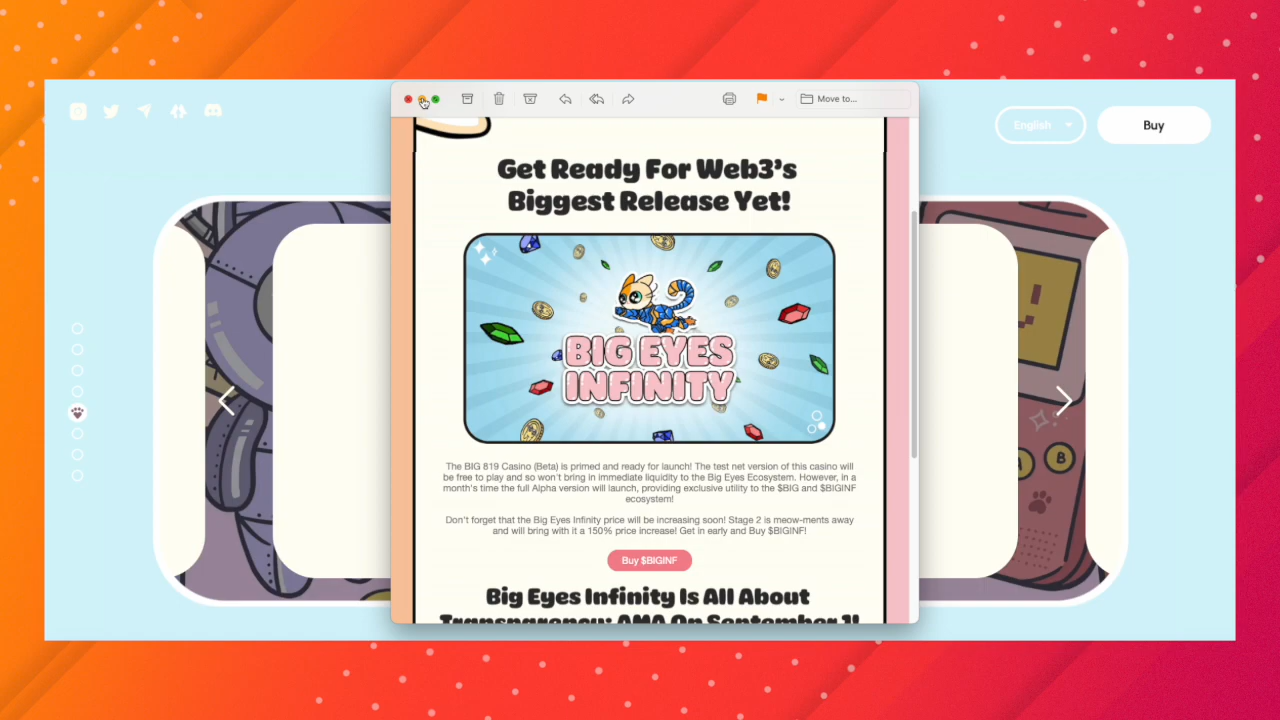 Move to...
English
Buy
Get Ready For Web3's
Biggest Release Yet!
BIG EYES
INFINITY
B
The BIG 819 Casino (Beta) is primed and ready for launch! The test net version of this casino will
be free to play and so won't bring in immediate liquidity to the Big Eyes Ecosystem. However, in a
month's time the full Alpha version will launch, providing exclusive utility to the $BIG and $BIGINF
ecosystem!
Don't forget that the Big Eyes Infinity price will be increasing soon! Stage 2 is meow-ments away
and will bring with it a 150% price increase! Get in early and Buy $BIGINF!
Buy $BIGINF
Big Eyes Infinity Is All About
Transparency: AMA On September 1!